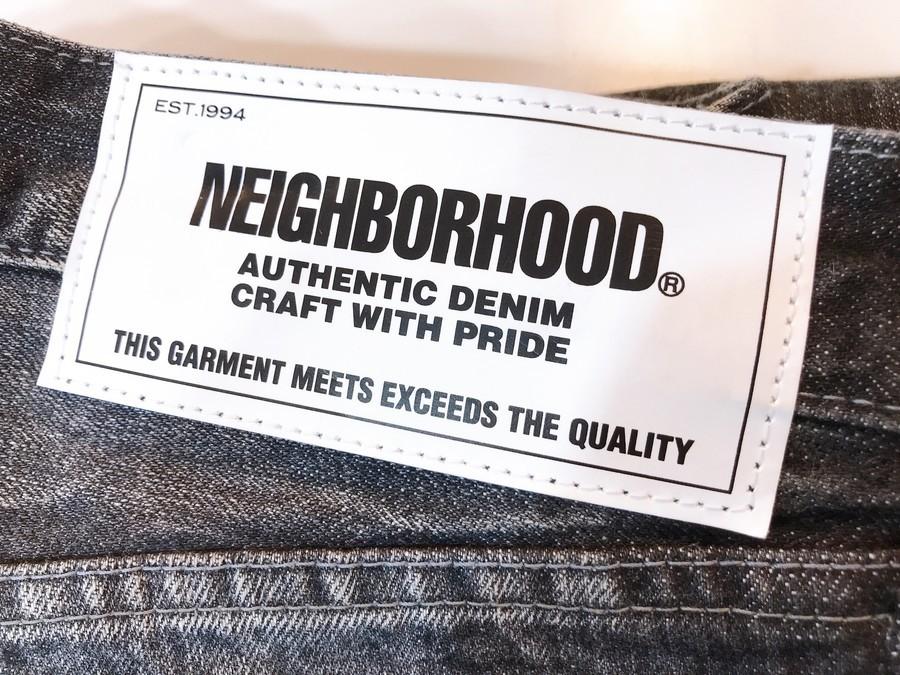 EST.1994
NEIGHBORHOOD®
AUTHENTIC DENIM
CRAFT WITH PRIDE
THIS GARMENT MEETS EXCEEDS THE QUALITY